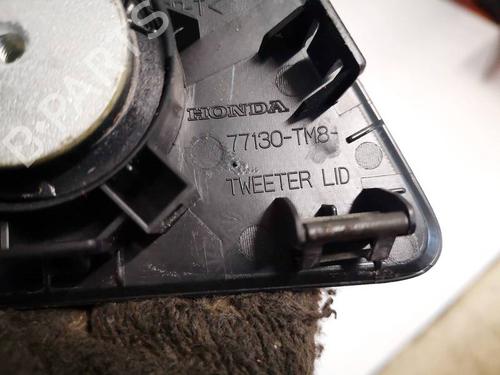 HONDA
77130-TM8-
TWEETER LID
B-PARTS